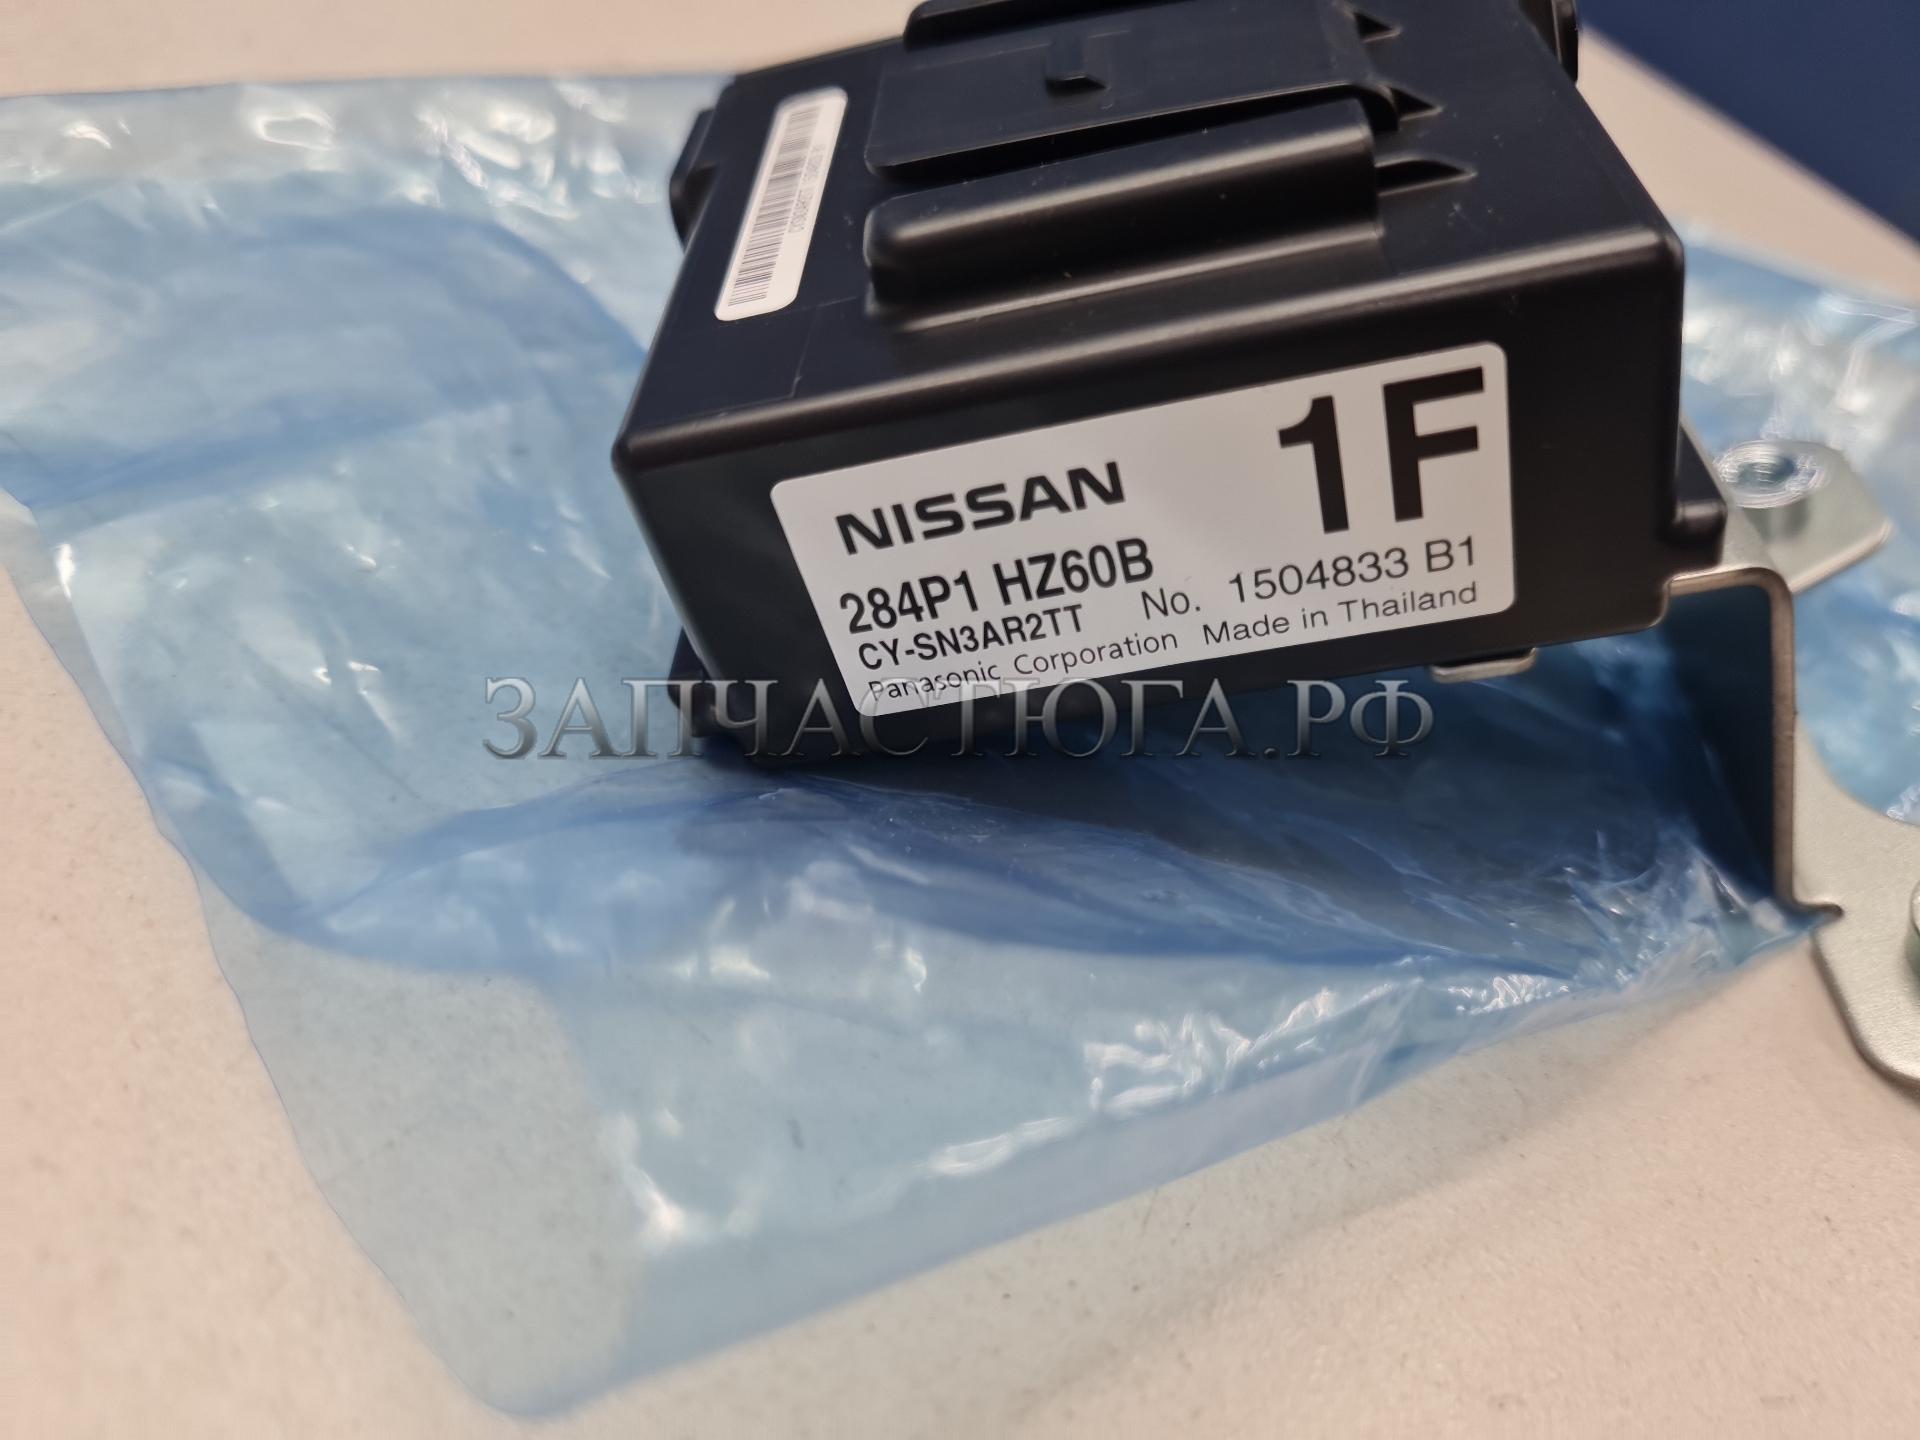 NISSAN
1F
284P1 HZ60B
CY-SN3AR2TT No. 1504833 B1
Panasonic Corporation Made in Thailand
ЗАПЧАСТЮГА.РФ